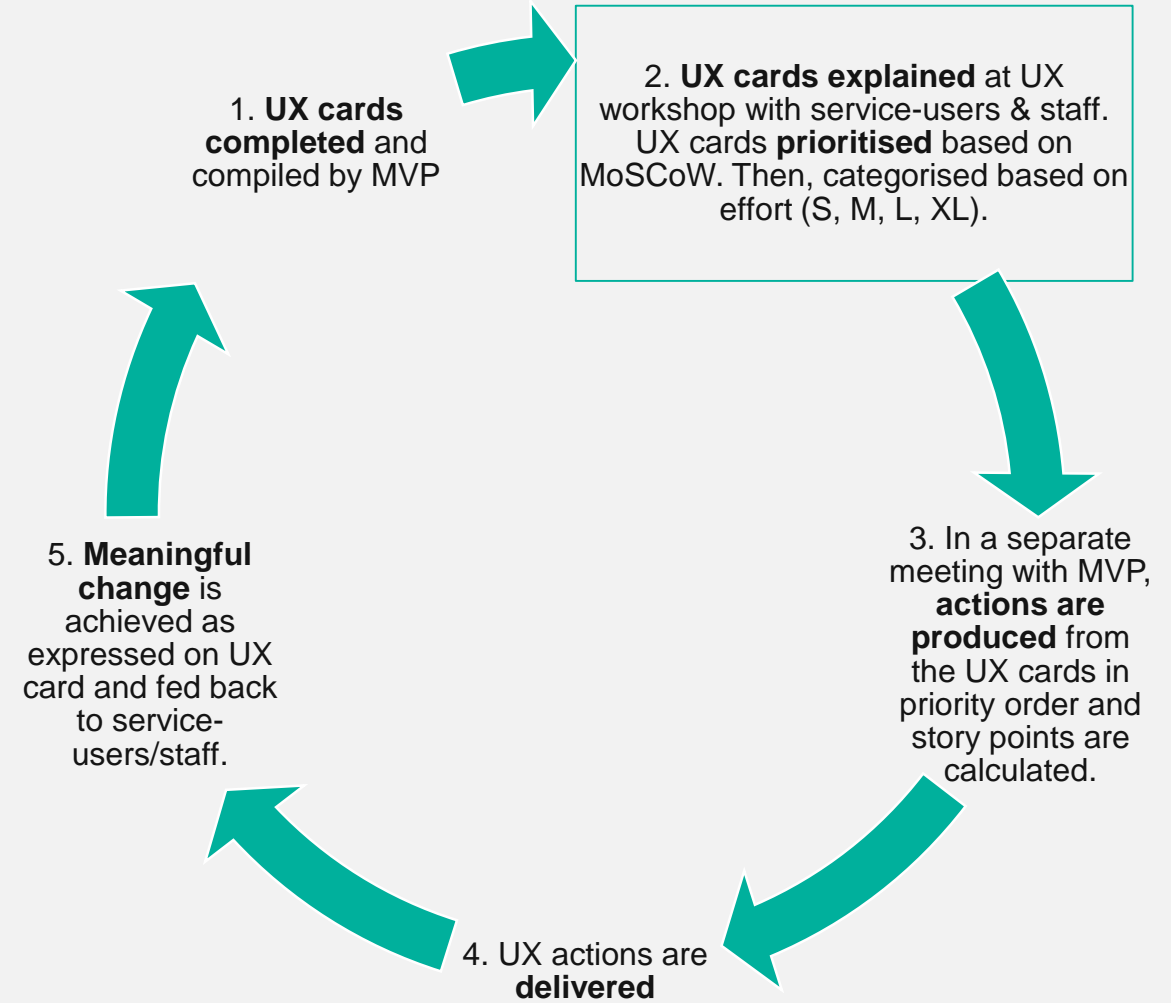 1. UX cards
completed and
compiled by MVP
2. UX cards explained at UX
workshop with service-users & staff.
UX cards prioritised based on
MoSCoW. Then, categorised based on
effort (S, M, L, XL).
3. In a separate
meeting with MVP,
actions are
produced from
the UX cards in
priority order and
story points are
calculated.
4. UX actions are
delivered
5. Meaningful
change is
achieved as
expressed on UX
card and fed back
to service-
users/staff.